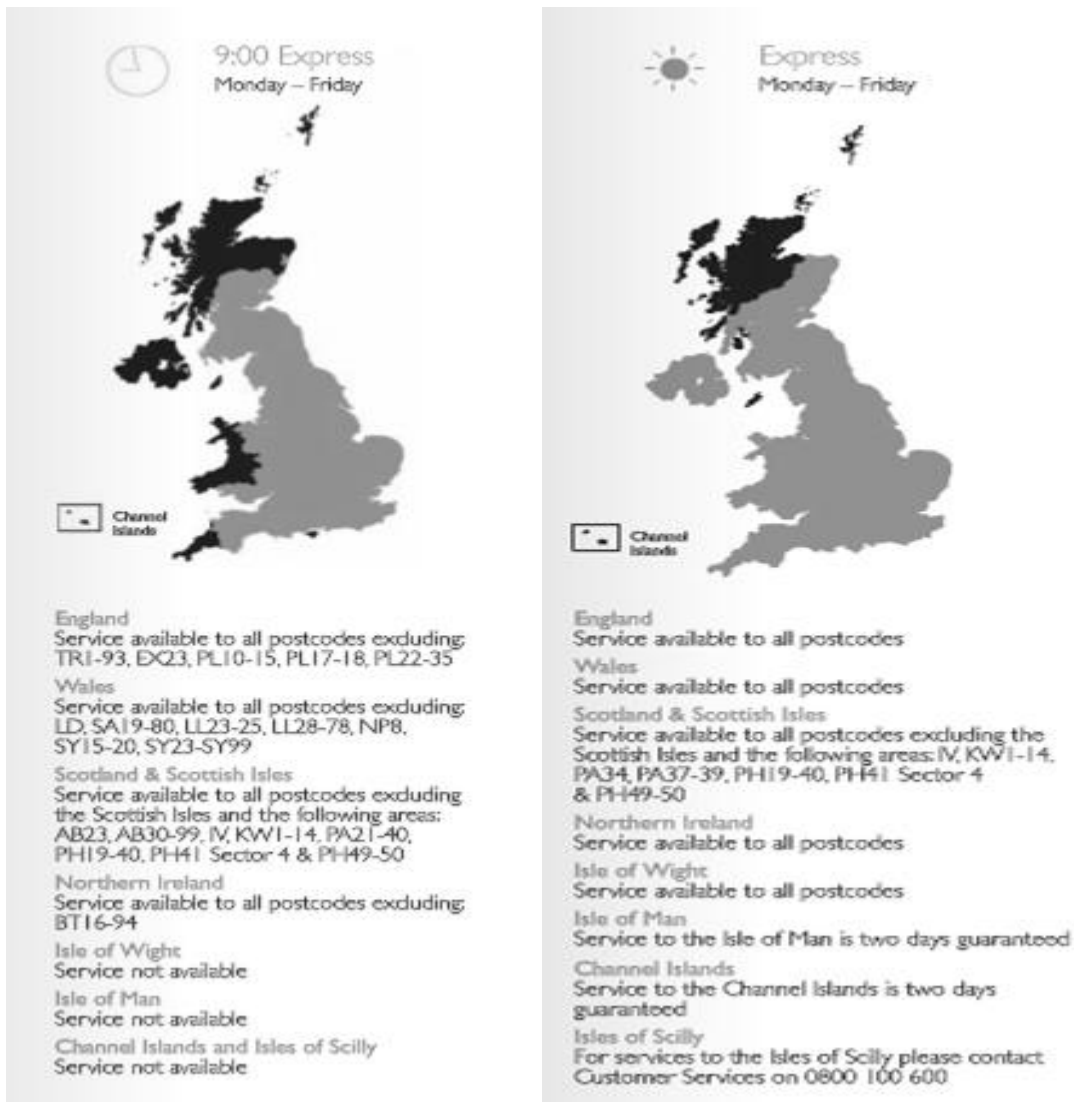 9:00 Express
Monday – Friday
Channel
Islands
England
Service available to all postcodes excluding:
TR1-93, EX23, PL10-15, PL17-18, PL22-35
Wales
Service available to all postcodes excluding:
LD, SA19-80, LL23-25, LL28-78, NP8,
SY15-20, SY23-SY99
Scotland & Scottish Isles
Service available to all postcodes excluding
the Scottish Isles and the following areas:
AB23, AB30-99, IV, KW1-14, PA21-40,
PH19-40, PH41 Sector 4 & PH49-50
Northern Ireland
Service available to all postcodes excluding:
BT16-94
Isle of Wight
Service not available
Isle of Man
Service not available
Channel Islands and Isles of Scilly
Service not available
Express
Monday – Friday
Channel
Islands
England
Service available to all postcodes
Wales
Service available to all postcodes
Scotland & Scottish Isles
Service available to all postcodes excluding the
Scottish Isles and the following areas: IV, KW1-14,
PA34, PA37-39, PH19-40, PH41 Sector 4
& PH49-50
Northern Ireland
Service available to all postcodes
Isle of Wight
Service available to all postcodes
Isle of Man
Service to the Isle of Man is two days guaranteed
Channel Islands
Service to the Channel Islands is two days
guaranteed
Isles of Scilly
For services to the Isles of Scilly please contact
Customer Services on 0800 100 600